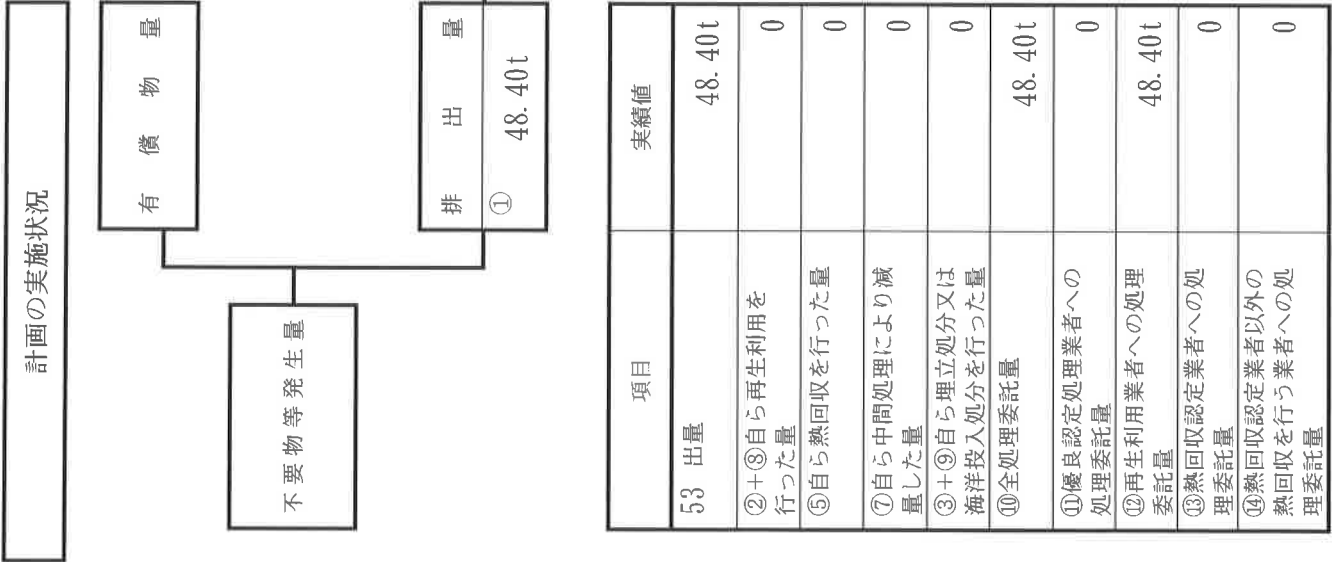 計画の実施状況
有償物量
不要物等発生量
排出量
①
48.40t
項目
実績値
53 出量
48.40t
②+⑧自ら再生利用を
行った量
0
⑤自ら熱回収を行った量
0
⑦自ら中間処理により減
量した量
0
③+⑨自ら埋立処分又は
海洋投入処分を行った量
0
⑩全処理委託量
48.40t
⑪優良認定処理業者への
処理委託量
0
⑫再生利用業者への処理
委託量
48.40t
⑬熱回収認定業者への処
理委託量
0
⑭熱回収認定業者以外の
熱回収を行う業者への処
理委託量
0